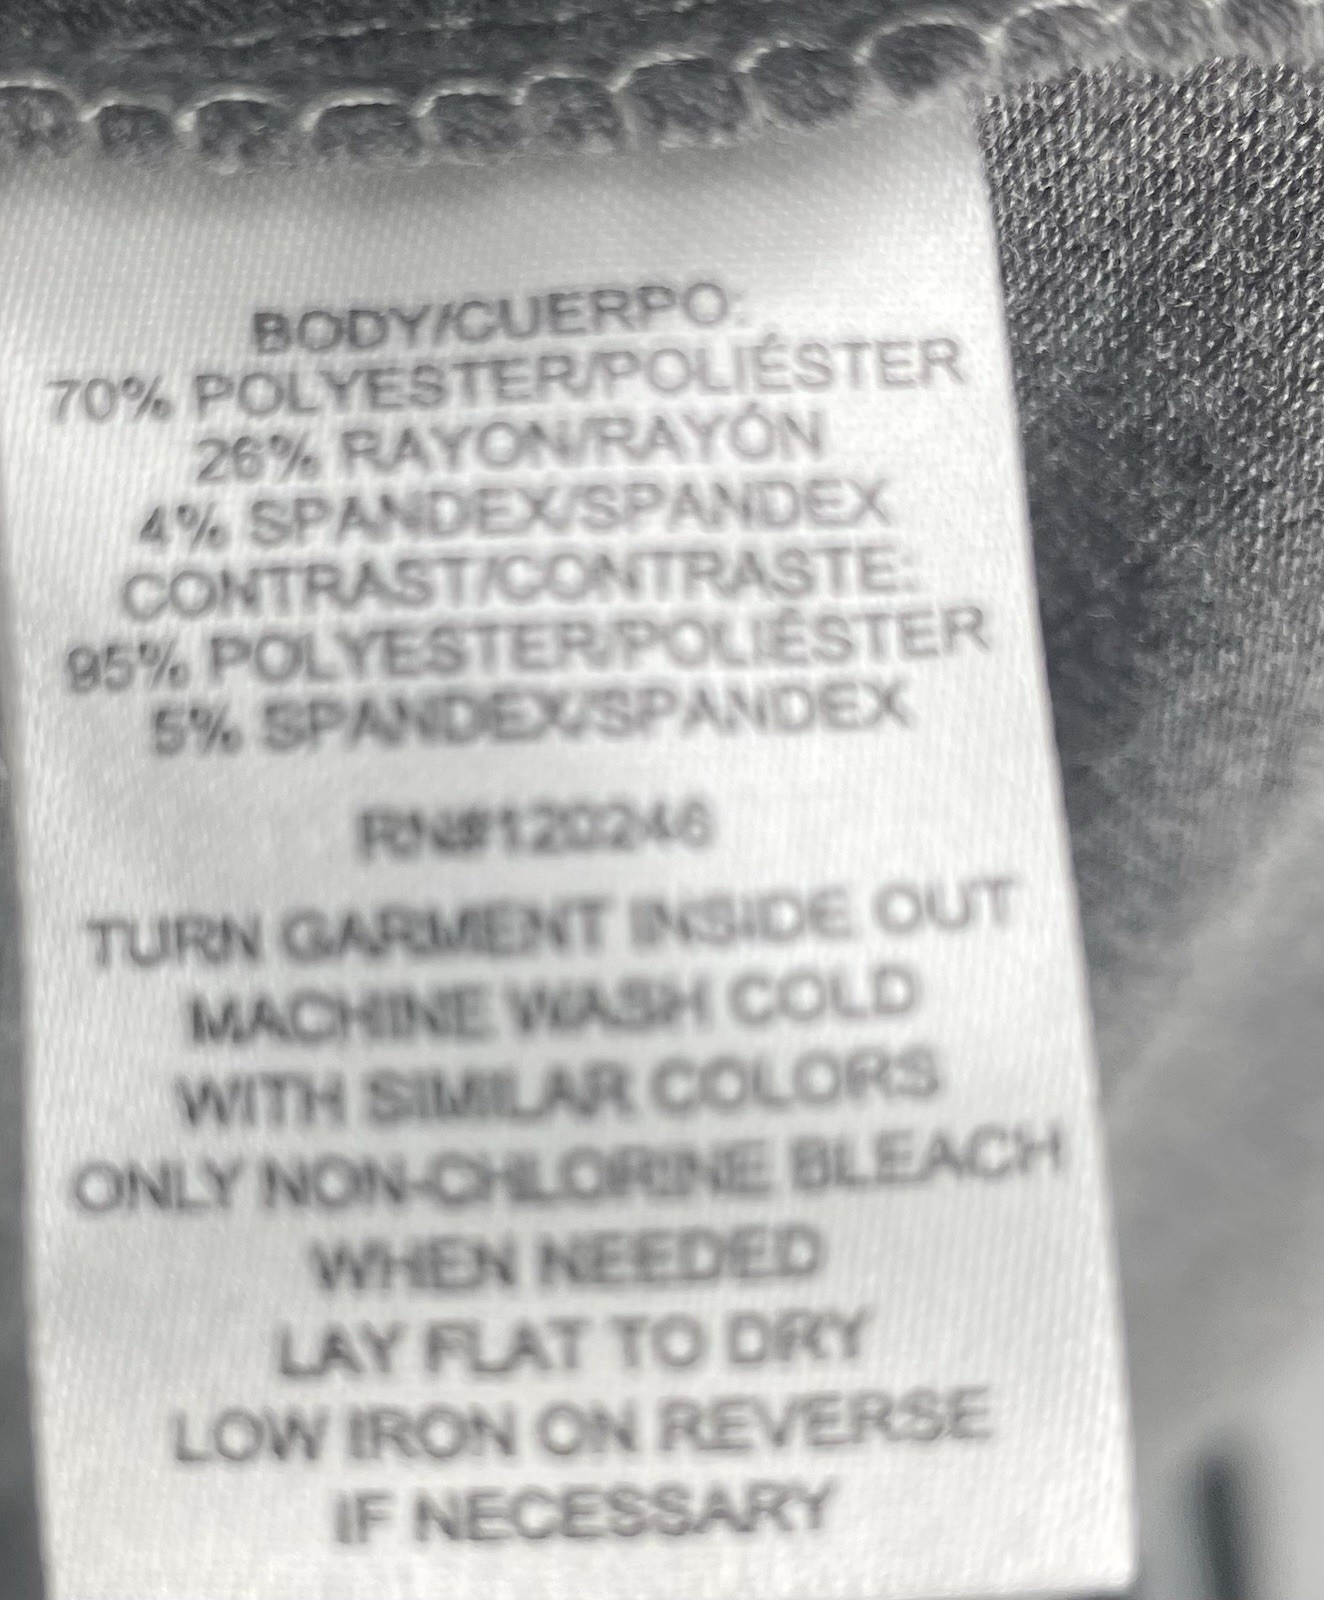 BODY/CUERPO:
70% POLYESTER/POLIÉSTER
26% RAYON/RAYÓN
4% SPANDEX/SPANDEX
CONTRAST/CONTRASTE:
95% POLYESTER/POLIÉSTER
5% SPANDEX/SPANDEX
RN#120246
TURN GARMENT INSIDE OUT
MACHINE WASH COLD
WITH SIMILAR COLORS
ONLY NON-CHLORINE BLEACH
WHEN NEEDED
LAY FLAT TO DRY
LOW IRON ON REVERSE
IF NECESSARY